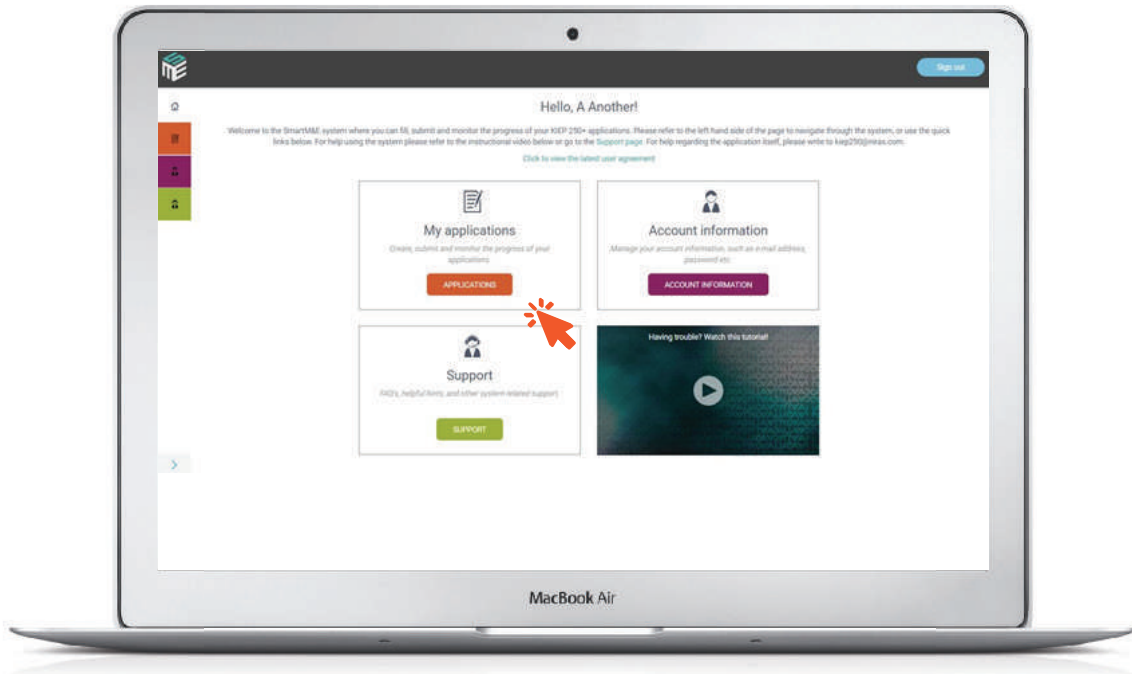 Sign out
Hello, A Another!
Welcome to the SmartM&E system where you can fill, submit and monitor the progress of your KIEP 250+ applications. Please refer to the left hand side of the page to navigate through the system, or use the quick
links below. For help using the system please refer to the instructional video below or go to the Support page. For help regarding the application itself, please write to
Click to view the latest user agreement
My applications
Create, submit and monitor the progress of your
applications
APPLICATIONS
Account information
Manage your account information, such as e-mail address,
password etc.
ACCOUNT INFORMATION
Support
FAQ's, helpful hints, and other system related support
SUPPORT
Having trouble? Watch this tutorial!
MacBook Air